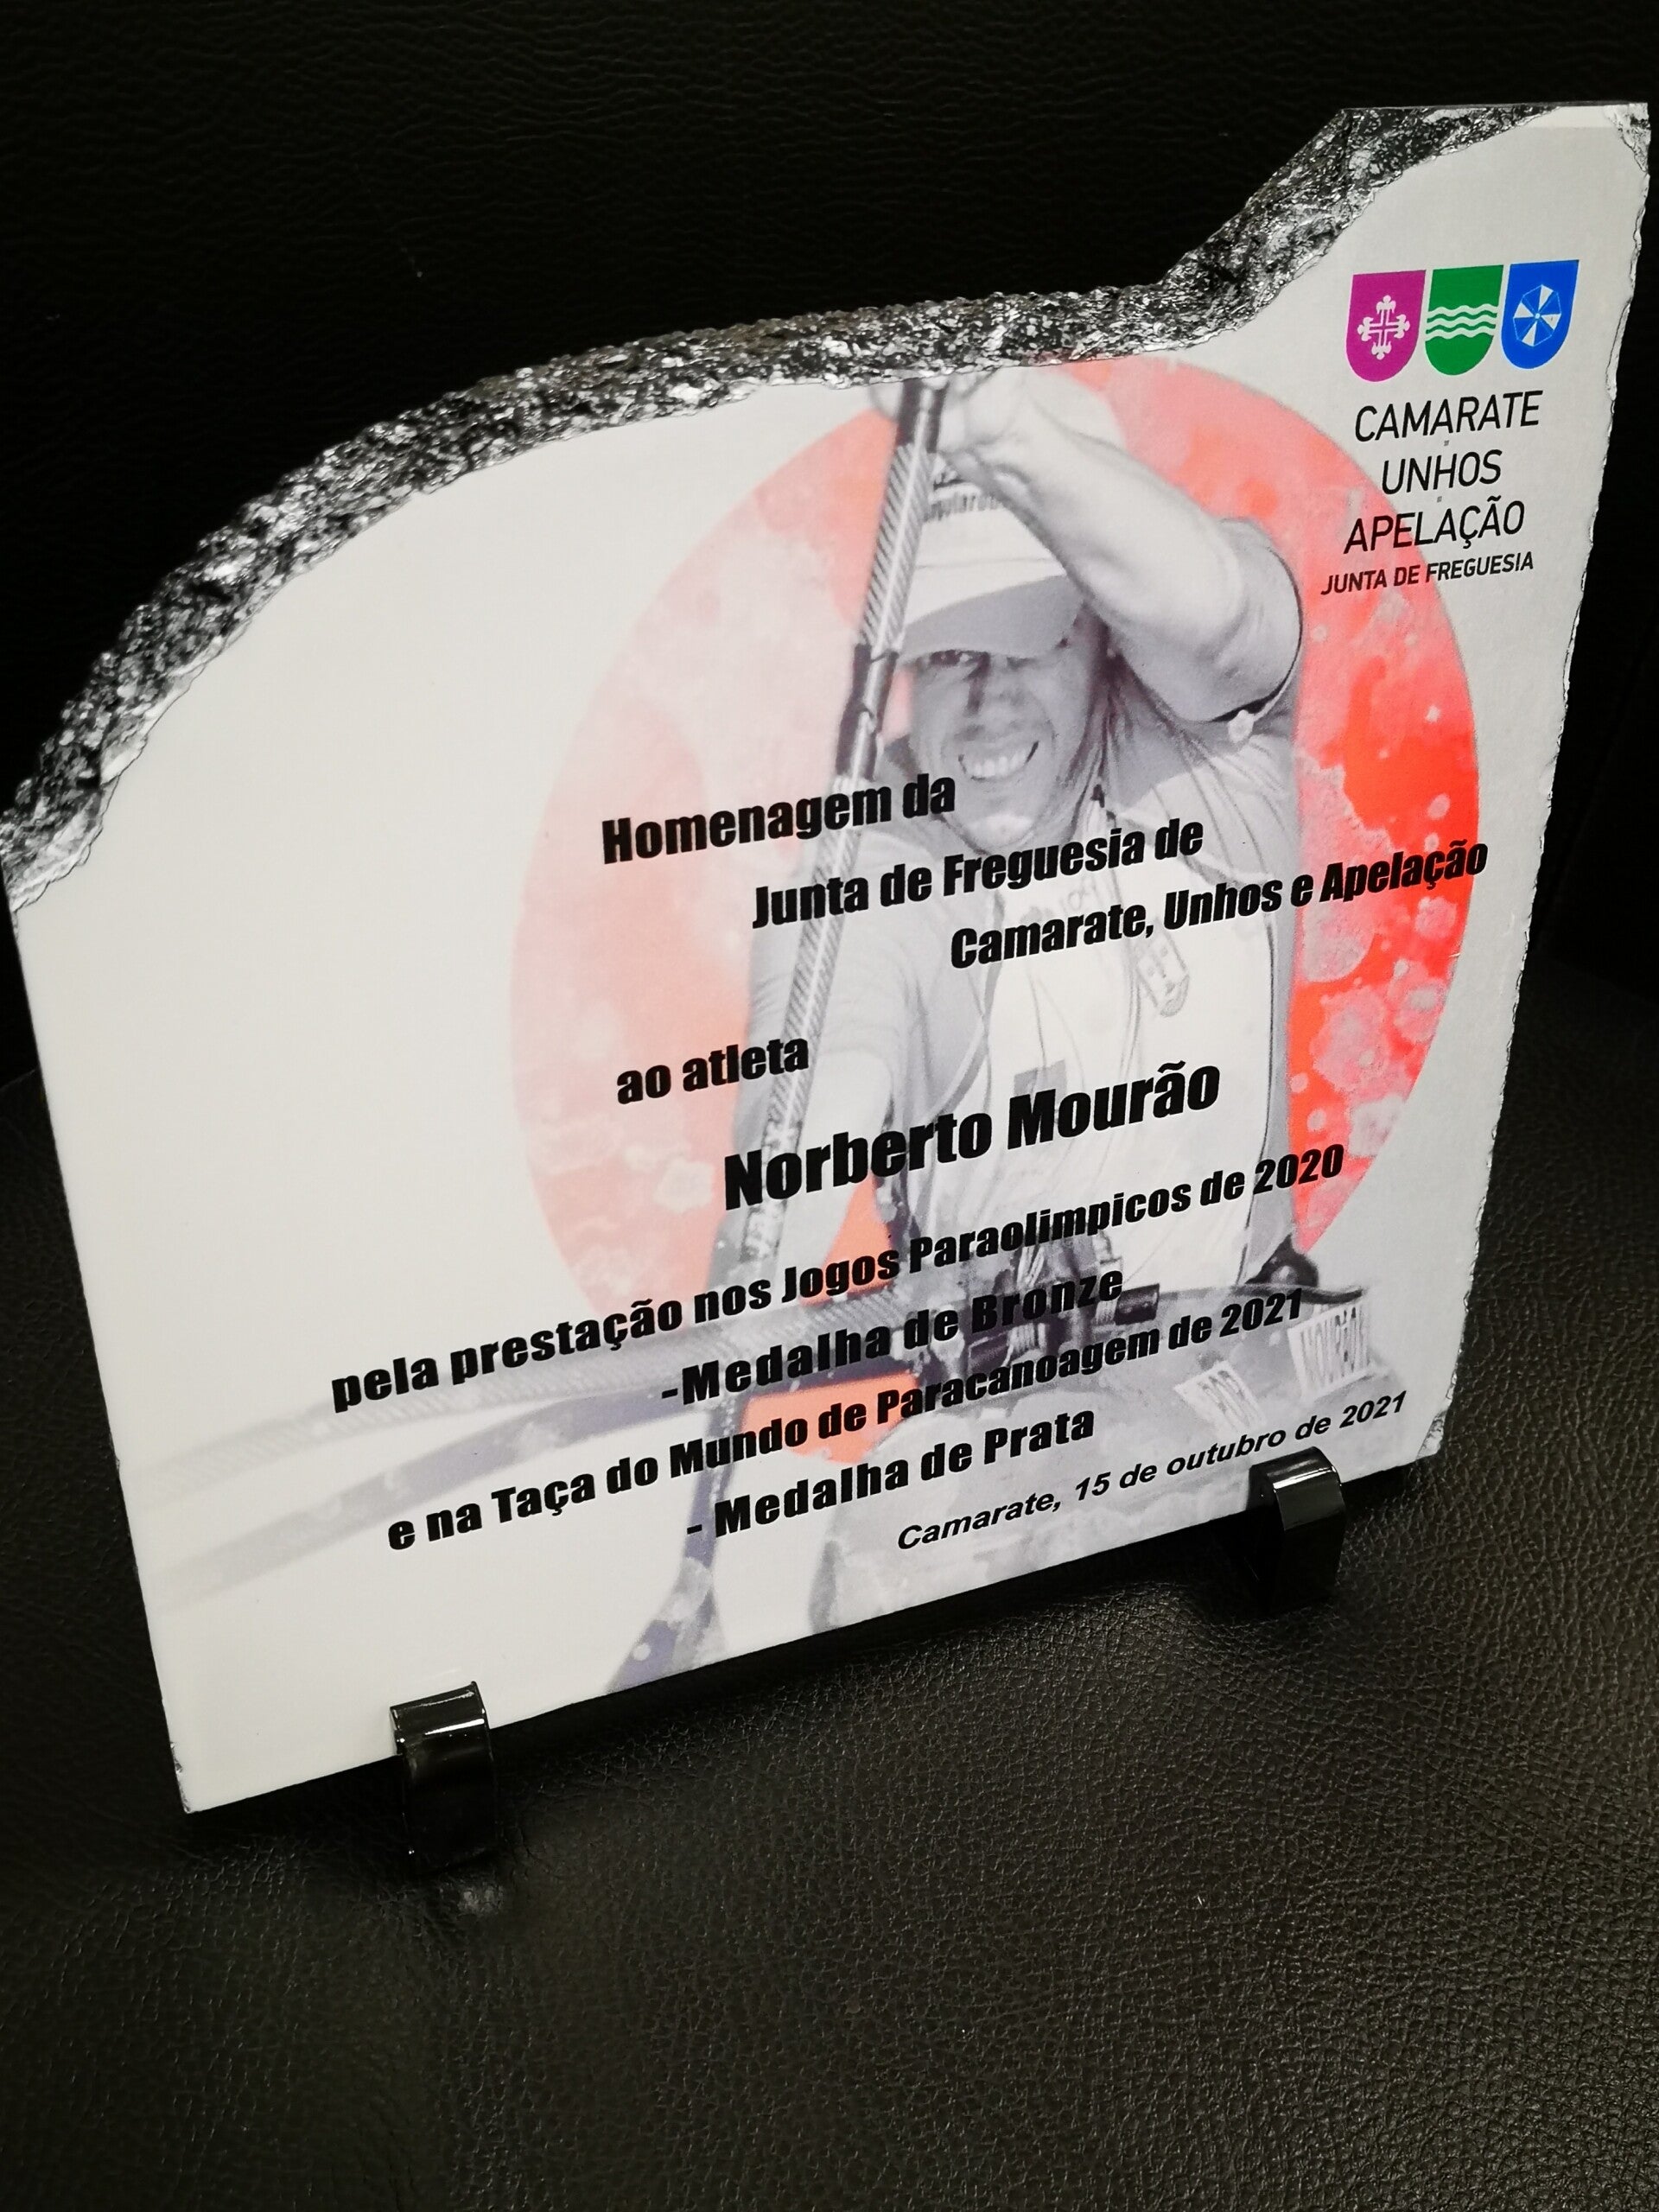 CAMARATE
UNHOS
APELAÇÃO
JUNTA DE FREGUESIA
Homenagem da
Junta de Freguesia de
Camarate, Unhos e Apelação
ao atleta
Norberto Mourão
pela prestação nos Jogos Paraolimpicos de 2020
-Medalha de Bronze
e na Taça do Mundo de Paracanoagem de 2021
- Medalha de Prata
Camarate, 15 de outubro de 2021
POR
MOURAO N